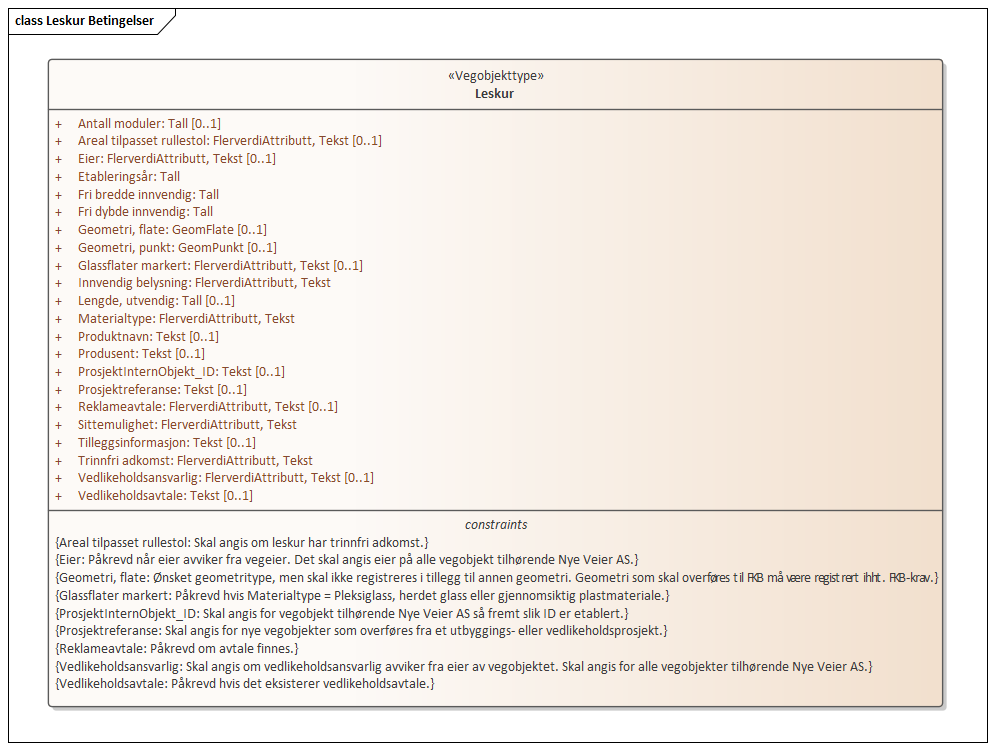 class Leskur Betingelser
«Vegobjekttype»
Leskur
+ Antall moduler: Tall [0..1]
+ Areal tilpasset rullestol: FlerverdiAttributt, Tekst [0..1]
+ Eier: FlerverdiAttributt, Tekst [0..1]
+ Etableringsår: Tall
+ Fri bredde innvendig: Tall
+ Fri dybde innvendig: Tall
+ Geometri, flate: GeomFlate [0..1]
+ Geometri, punkt: GeomPunkt [0..1]
+ Glassflater markert: FlerverdiAttributt, Tekst [0..1]
+ Innvendig belysning: FlerverdiAttributt, Tekst
+ Lengde, utvendig: Tall [0..1]
+ Materialtype: FlerverdiAttributt, Tekst
+ Produktnavn: Tekst [0..1]
+ Produsent: Tekst [0..1]
+ ProsjektInternObjekt_ID: Tekst [0..1]
+ Prosjektreferanse: Tekst [0..1]
+ Reklameavtale: FlerverdiAttributt, Tekst [0..1]
+ Sittemulighet: FlerverdiAttributt, Tekst
+ Tilleggsinformasjon: Tekst [0..1]
+ Trinnfri adkomst: FlerverdiAttributt, Tekst
+ Vedlikeholdsansvarlig: FlerverdiAttributt, Tekst [0..1]
+ Vedlikeholdsavtale: Tekst [0..1]
constraints
{Areal tilpasset rullestol: Skal angis om leskur har trinnfri adkomst.}
{Eier: Påkrevd når eier avviker fra vegeier. Det skal angis eier på alle vegobjekt tilhørende Nye Veier AS.}
{Geometri, flate: Ønsket geometritype, men skal ikke registreres i tillegg til annen geometri. Geometri som skal overføres til FKB må være registrert ihht. FKB-krav.}
{Glassflater markert: Påkrevd hvis Materialtype = Pleksiglass, herdet glass eller gjennomsiktig plastmateriale.}
{ProsjektInternObjekt_ID: Skal angis for vegobjekt tilhørende Nye Veier AS så fremt slik ID er etablert.}
{Prosjektreferanse: Skal angis for nye vegobjekter som overføres fra et utbyggings- eller vedlikeholdsprosjekt.}
{Reklameavtale: Påkrevd om avtale finnes.}
{Vedlikeholdsansvarlig: Skal angis om vedlikeholdsansvarlig avviker fra eier av vegobjektet. Skal angis for alle vegobjekter tilhørende Nye Veier AS.}
{Vedlikeholdsavtale: Påkrevd hvis det eksisterer vedlikeholdsavtale.}